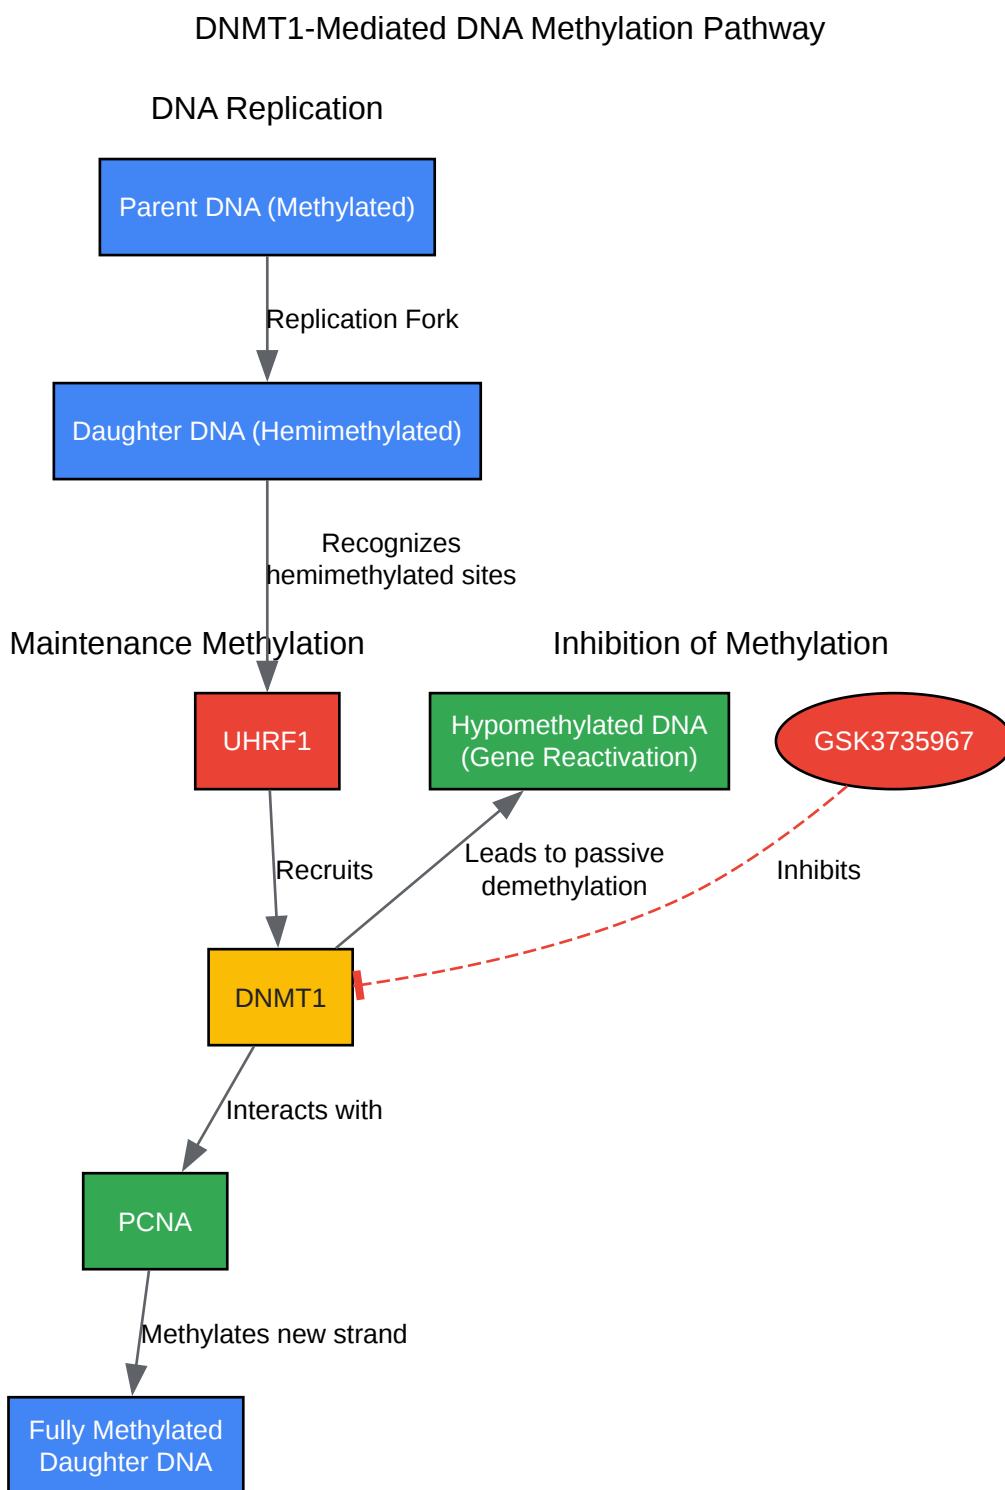 DNMT1-Mediated DNA Methylation Pathway
DNA Replication
Parent DNA (Methylated)
Replication Fork
Daughter DNA (Hemimethylated)
Recognizes
hemimethylated sites
Maintenance Methylation
Inhibition of Methylation
UHRF1
Hypomethylated DNA
(Gene Reactivation)
GSK3735967
Recruits
Leads to passive
demethylation
Inhibits
DNMT1
Interacts with
PCNA
Methylates new strand
Fully Methylated
Daughter DNA